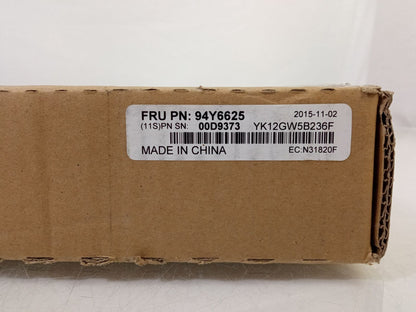 FRU PN: 94Y6625 2015-11-02
(11S)PN SN: 00D9373 YK12GW5B236F
MADE IN CHINA EC.N31820F